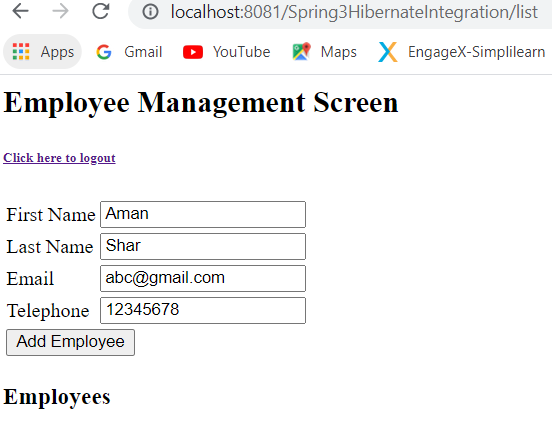 localhost:8081/Spring3HibernateIntegration/list
Apps Gmail YouTube Maps EngageX-Simplilearn
Employee Management Screen
Click here to logout
First Name Aman
Last Name Shar
Email abc@gmail.com
Telephone 12345678
Add Employee
Employees